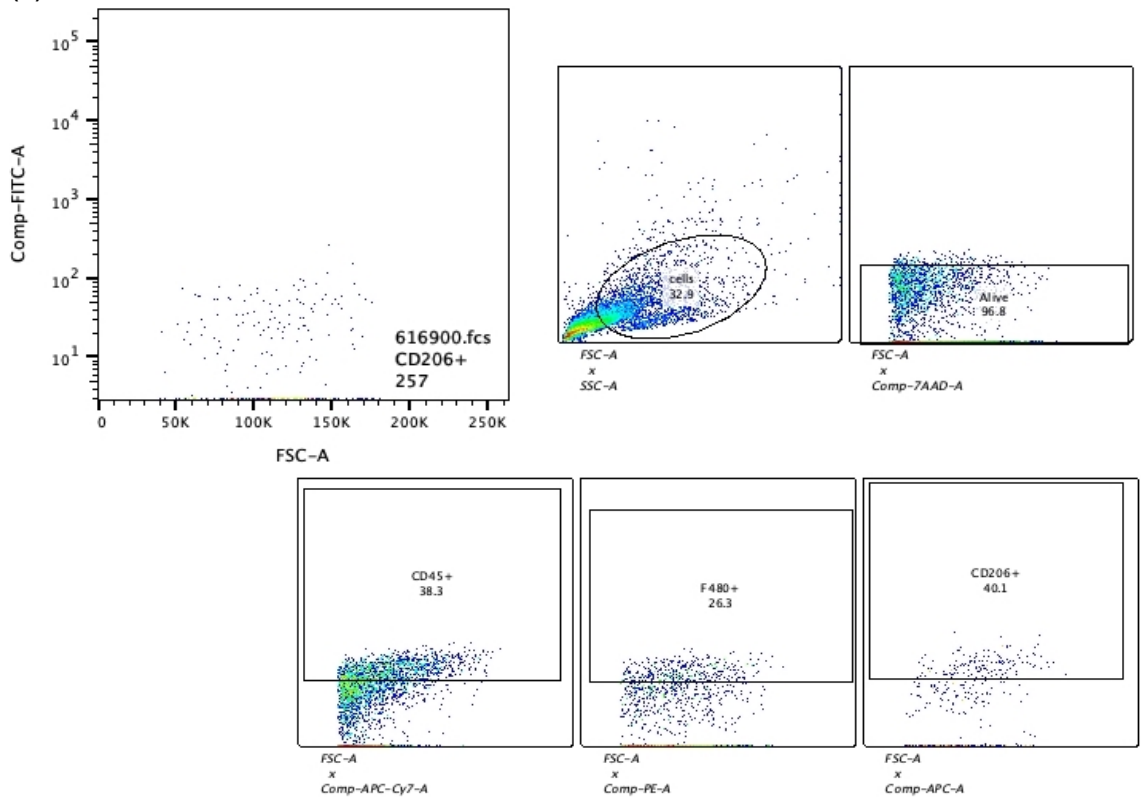 10^5
10^4
10^3
10^2
10^1
Comp-FITC-A
616900.fcs
CD206+
257
0
50K
100K
150K
200K
250K
FSC-A
cells
32.9
FSC-A
x
SSC-A
Alive
96.8
FSC-A
x
Comp-7AAD-A
CD45+
38.3
FSC-A
x
Comp-APC-Cy7-A
F480+
26.3
FSC-A
x
Comp-PE-A
CD206+
40.1
FSC-A
x
Comp-APC-A